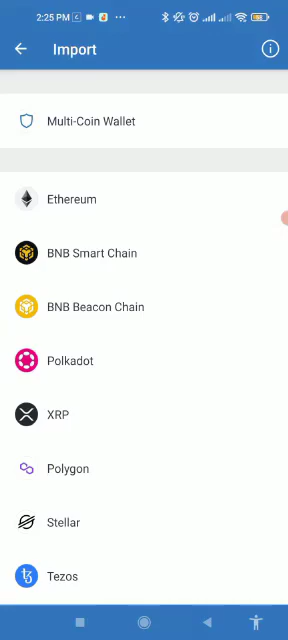 2:25 PM
Import
Multi-Coin Wallet
Ethereum
BNB Smart Chain
BNB Beacon Chain
Polkadot
XRP
Polygon
Stellar
Tezos